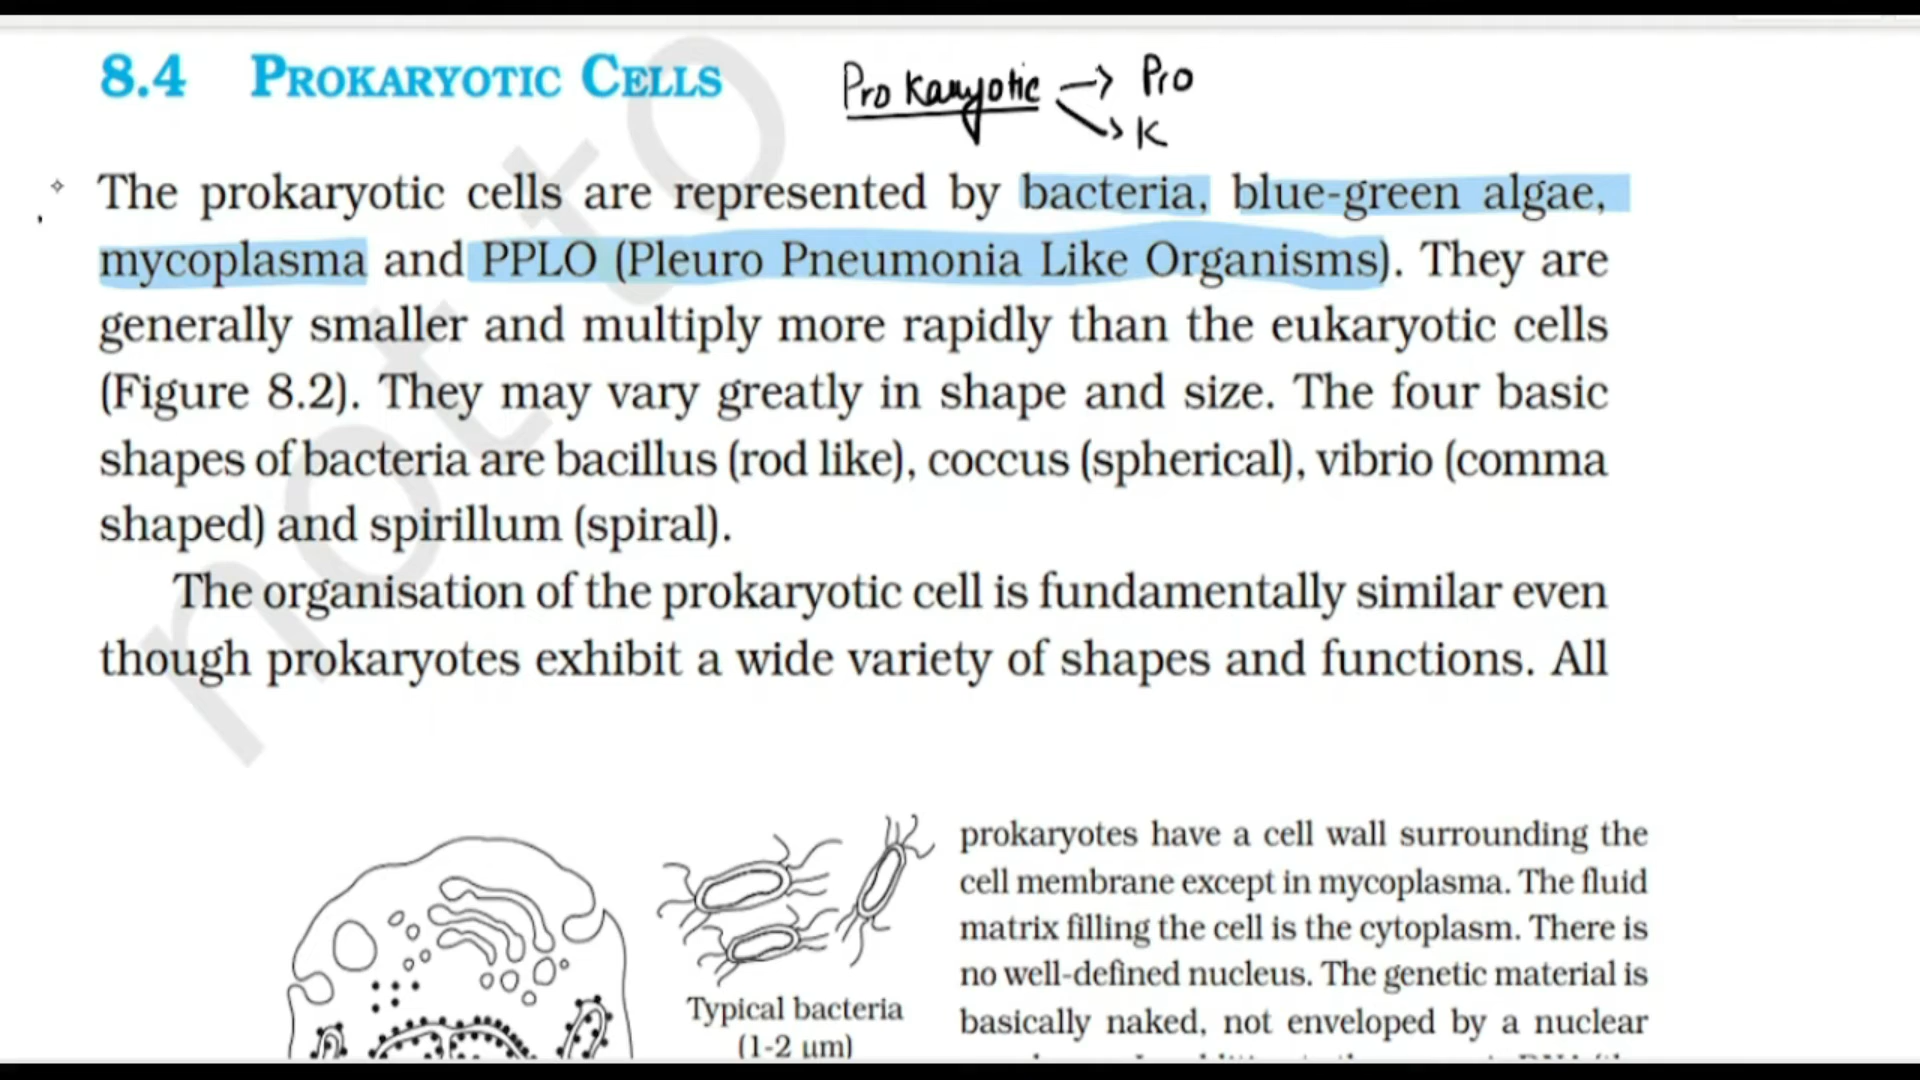 8.4 PROKARYOTIC CELLS
Prokaryotic → Pro
→ K
The prokaryotic cells are represented by bacteria, blue-green algae,
mycoplasma and PPLO (Pleuro Pneumonia Like Organisms). They are
generally smaller and multiply more rapidly than the eukaryotic cells
(Figure 8.2). They may vary greatly in shape and size. The four basic
shapes of bacteria are bacillus (rod like), coccus (spherical), vibrio (comma
shaped) and spirillum (spiral).
The organisation of the prokaryotic cell is fundamentally similar even
though prokaryotes exhibit a wide variety of shapes and functions. All
not to
Typical bacteria
(1-2 µm)
prokaryotes have a cell wall surrounding the
cell membrane except in mycoplasma. The fluid
matrix filling the cell is the cytoplasm. There is
no well-defined nucleus. The genetic material is
basically naked, not enveloped by a nuclear